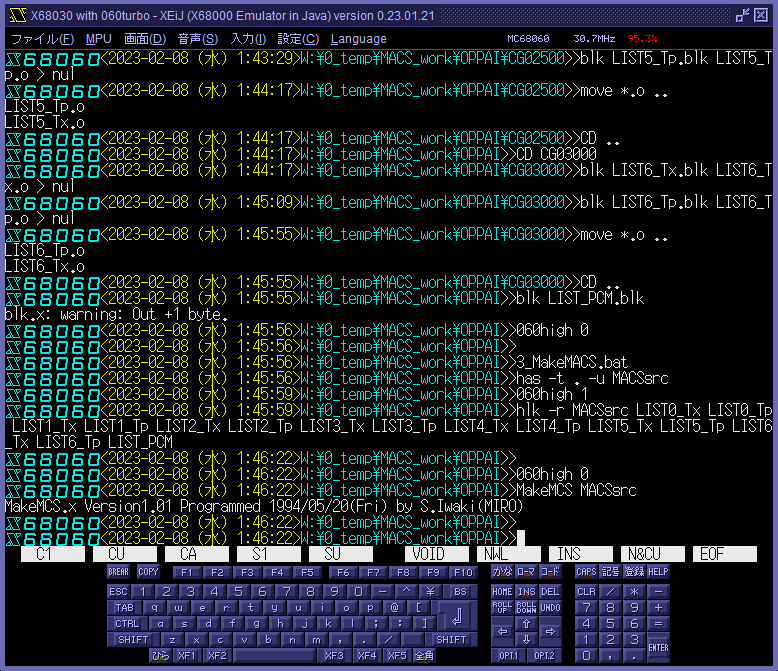 X68030 with 060turbo - XEiJ (X68000 Emulator in Java) version 0.23.01.21
ファイル(F) MPU 画面(D) 音声(S) 入力(I) 設定(C) Language MC68060 30.7MHz 95.3%
X68060<2023-02-08 (水) 1:43:29>W:¥0_temp¥MACS_work¥OPPAI¥CG02500>>blk LIST5_Tp.blk LIST5_T
p.o > nul
X68060<2023-02-08 (水) 1:44:17>W:¥0_temp¥MACS_work¥OPPAI¥CG02500>>move *.o ..
LIST5_Tp.o
LIST5_Tx.o
X68060<2023-02-08 (水) 1:44:17>W:¥0_temp¥MACS_work¥OPPAI¥CG02500>>CD ..
X68060<2023-02-08 (水) 1:44:17>W:¥0_temp¥MACS_work¥OPPAI>>CD CG03000
X68060<2023-02-08 (水) 1:44:17>W:¥0_temp¥MACS_work¥OPPAI¥CG03000>>blk LIST6_Tx.blk LIST6_T
x.o > nul
X68060<2023-02-08 (水) 1:45:09>W:¥0_temp¥MACS_work¥OPPAI¥CG03000>>blk LIST6_Tp.blk LIST6_T
p.o > nul
X68060<2023-02-08 (水) 1:45:55>W:¥0_temp¥MACS_work¥OPPAI¥CG03000>>move *.o ..
LIST6_Tp.o
LIST6_Tx.o
X68060<2023-02-08 (水) 1:45:55>W:¥0_temp¥MACS_work¥OPPAI¥CG03000>>CD ..
X68060<2023-02-08 (水) 1:45:55>W:¥0_temp¥MACS_work¥OPPAI>>blk LIST_PCM.blk
blk.x: warning: Out +1 byte.
X68060<2023-02-08 (水) 1:45:56>W:¥0_temp¥MACS_work¥OPPAI>>060high 0
X68060<2023-02-08 (水) 1:45:56>W:¥0_temp¥MACS_work¥OPPAI>>
X68060<2023-02-08 (水) 1:45:56>W:¥0_temp¥MACS_work¥OPPAI>>3_MakeMACS.bat
X68060<2023-02-08 (水) 1:45:56>W:¥0_temp¥MACS_work¥OPPAI>>has -t . -u MACSsrc
X68060<2023-02-08 (水) 1:45:59>W:¥0_temp¥MACS_work¥OPPAI>>060high 1
X68060<2023-02-08 (水) 1:45:59>W:¥0_temp¥MACS_work¥OPPAI>>hlk -r MACSsrc LIST0_Tx LIST0_Tp
LIST1_Tx LIST1_Tp LIST2_Tx LIST2_Tp LIST3_Tx LIST3_Tp LIST4_Tx LIST4_Tp LIST5_Tx LIST5_Tp LIST6
_Tx LIST6_Tp LIST_PCM
X68060<2023-02-08 (水) 1:46:22>W:¥0_temp¥MACS_work¥OPPAI>>
X68060<2023-02-08 (水) 1:46:22>W:¥0_temp¥MACS_work¥OPPAI>>060high 0
X68060<2023-02-08 (水) 1:46:22>W:¥0_temp¥MACS_work¥OPPAI>>MakeMCS MACSsrc
MakeMCS.x Version1.01 Programmed 1994/05/20(Fri) by S.Iwaki(MIRO)
X68060<2023-02-08 (水) 1:46:22>W:¥0_temp¥MACS_work¥OPPAI>>
X68060<2023-02-08 (水) 1:46:22>W:¥0_temp¥MACS_work¥OPPAI>>
C1 CU CA S1 SU VOID NWL INS N&CU EOF
BREAK COPY F1 F2 F3 F4 F5 F6 F7 F8 F9 F10 かな ローマ コード CAPS 記号 登録 HELP
ESC 1 2 3 4 5 6 7 8 9 0 - ^ ¥ BS HOME INS DEL CLR / * -
TAB q w e r t y u i o p @ [ ROLL UP ROLL DOWN UNDO 7 8 9 +
CTRL a s d f g h j k l ; : ] ← ↑ → 4 5 6 =
SHIFT z x c v b n m , . / SHIFT ↓ 1 2 3 ENTER
ひら XF1 XF2 XF3 XF4 XF5 全角 OPT.1 OPT.2 0 , .